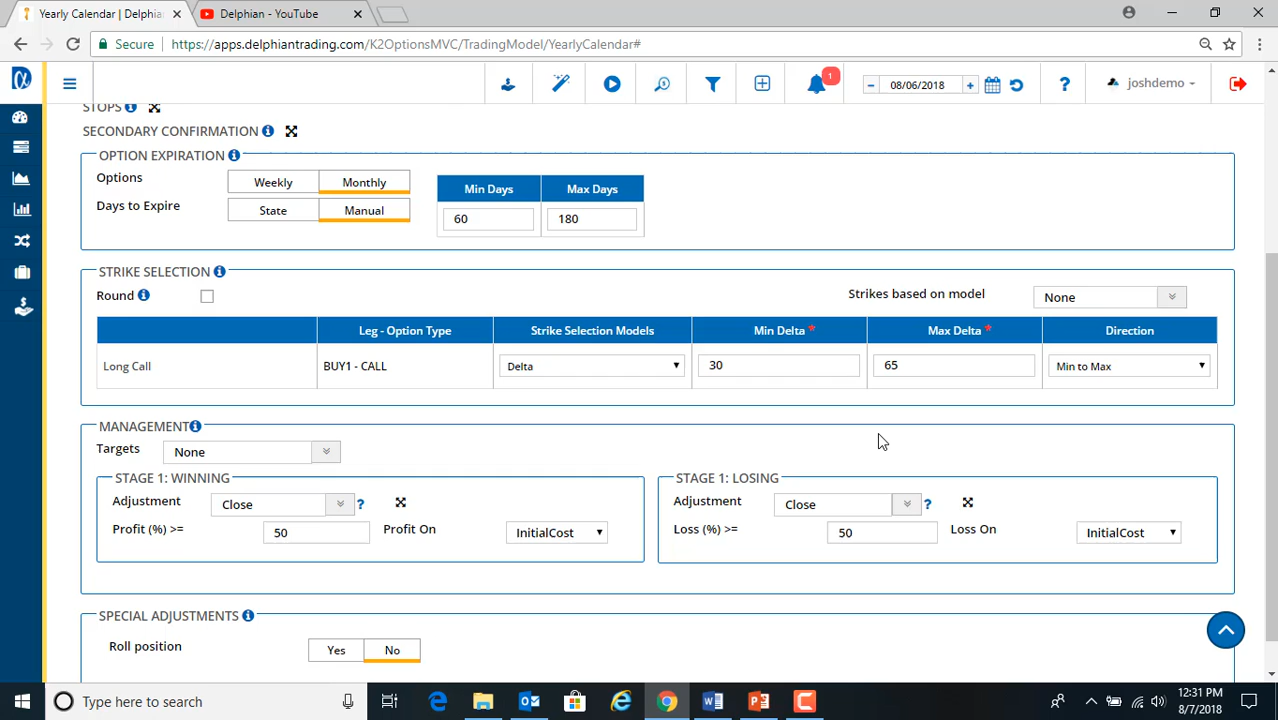 Yearly Calendar | Delphia
Delphian - YouTube
Secure
https://apps.delphiantrading.com/K2OptionsMVC/TradingModel/YearlyCalendar#
1
08/06/2018
?
joshdemo
STOPS
SECONDARY CONFIRMATION
OPTION EXPIRATION
Options
Weekly
Monthly
Min Days
Max Days
Days to Expire
State
Manual
60
180
STRIKE SELECTION
Round
Strikes based on model
None
Leg - Option Type
Strike Selection Models
Min Delta *
Max Delta *
Direction
Long Call
BUY1 - CALL
Delta
30
65
Min to Max
MANAGEMENT
Targets
None
STAGE 1: WINNING
STAGE 1: LOSING
Adjustment
Close
?
Adjustment
Close
?
Profit (%) >=
50
Profit On
InitialCost
Loss (%) >=
50
Loss On
InitialCost
SPECIAL ADJUSTMENTS
Roll position
Yes
No
Type here to search
12:31 PM
8/7/2018